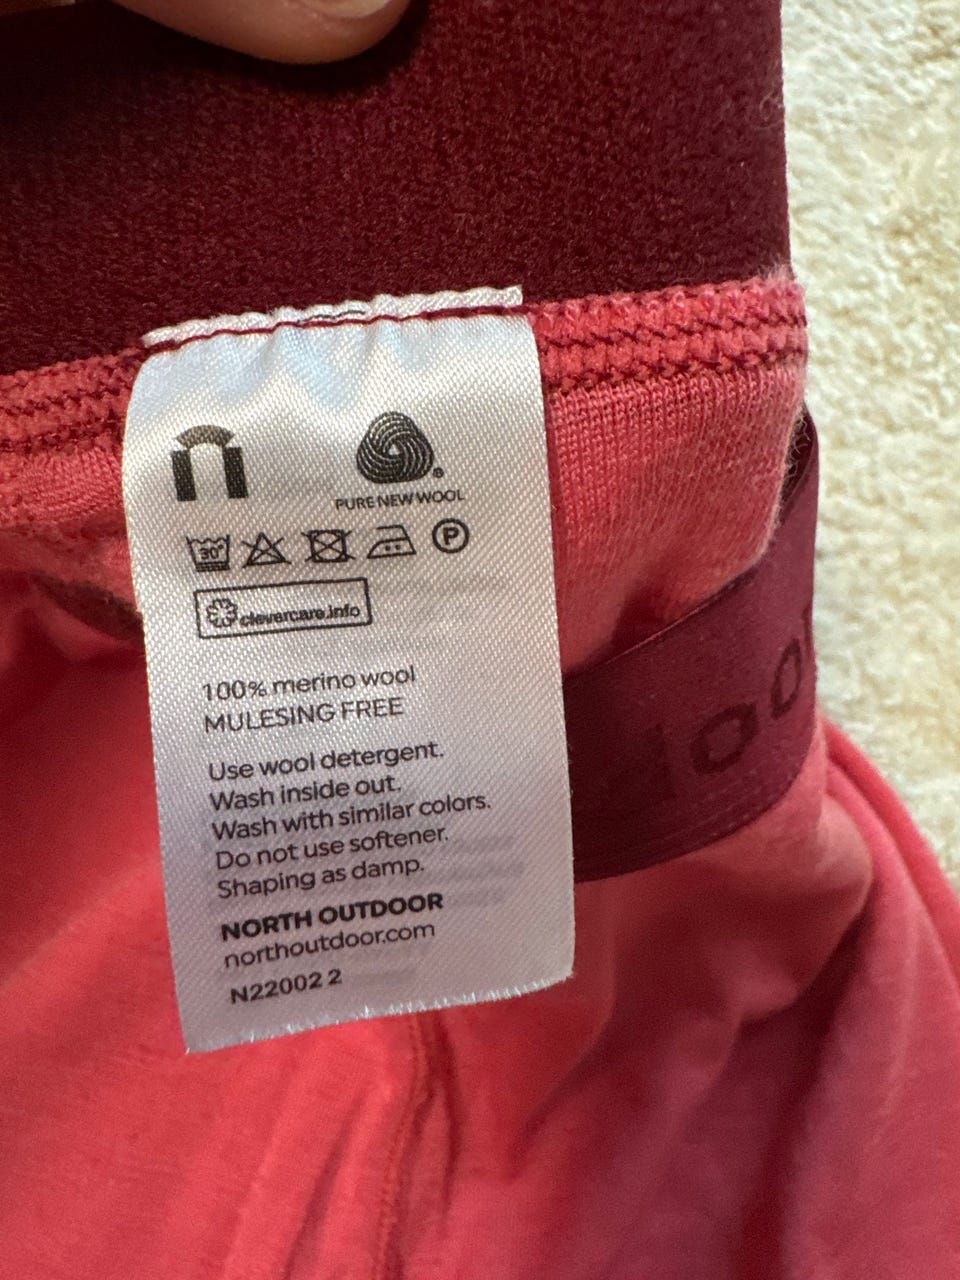 PURE NEW WOOL
30°
P
clevercare.info
100% merino wool
MULESING FREE
Use wool detergent.
Wash inside out.
Wash with similar colors.
Do not use softener.
Shaping as damp.
NORTH OUTDOOR
northoutdoor.com
N22002 2